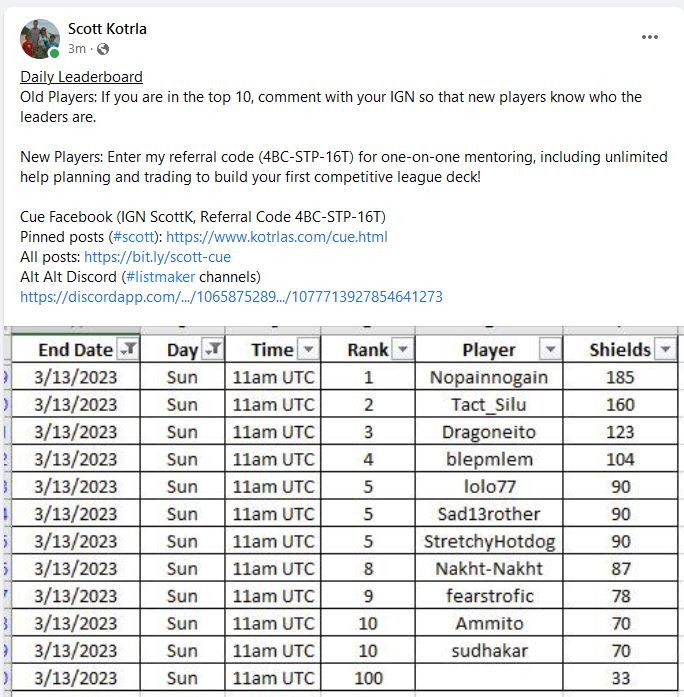 Scott Kotrla
3m ·
Daily Leaderboard
Old Players: If you are in the top 10, comment with your IGN so that new players know who the
leaders are.
New Players: Enter my referral code (4BC-STP-16T) for one-on-one mentoring, including unlimited
help planning and trading to build your first competitive league deck!
Cue Facebook (IGN ScottK, Referral Code 4BC-STP-16T)
Pinned posts (#scott): https://www.kotrlas.com/cue.html
All posts: https://bit.ly/scott-cue
Alt Alt Discord (#listmaker channels)
https://discordapp.com/.../1065875289.../1077713927854641273
End Date Day Time Rank Player Shields
3/13/2023 Sun 11am UTC 1 Nopainnogain 185
3/13/2023 Sun 11am UTC 2 Tact_Silu 160
3/13/2023 Sun 11am UTC 3 Dragoneito 123
3/13/2023 Sun 11am UTC 4 blepmlem 104
3/13/2023 Sun 11am UTC 5 lolo77 90
3/13/2023 Sun 11am UTC 5 Sad13rother 90
3/13/2023 Sun 11am UTC 5 StretchyHotdog 90
3/13/2023 Sun 11am UTC 8 Nakht-Nakht 87
3/13/2023 Sun 11am UTC 9 fearstrofic 78
3/13/2023 Sun 11am UTC 10 Ammito 70
3/13/2023 Sun 11am UTC 10 sudhakar 70
3/13/2023 Sun 11am UTC 100 33